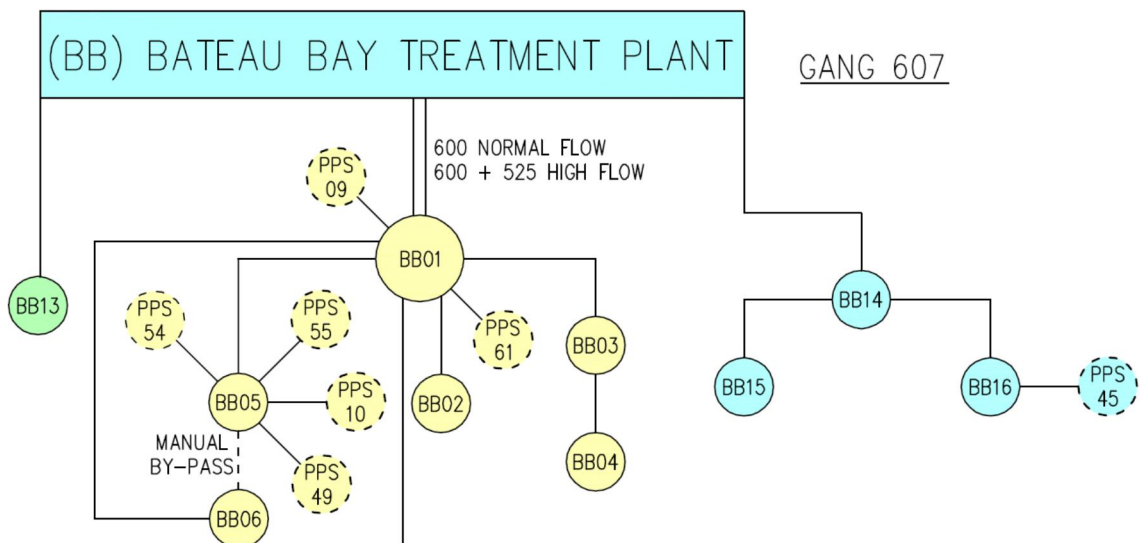 (BB) BATEAU BAY TREATMENT PLANT
GANG 607
600 NORMAL FLOW
600 + 525 HIGH FLOW
PPS
09
BB01
BB13
BB14
PPS
54
PPS
55
PPS
61
BB03
BB15
BB16
PPS
45
BB05
PPS
10
BB02
MANUAL
BY-PASS
BB04
PPS
49
BB06